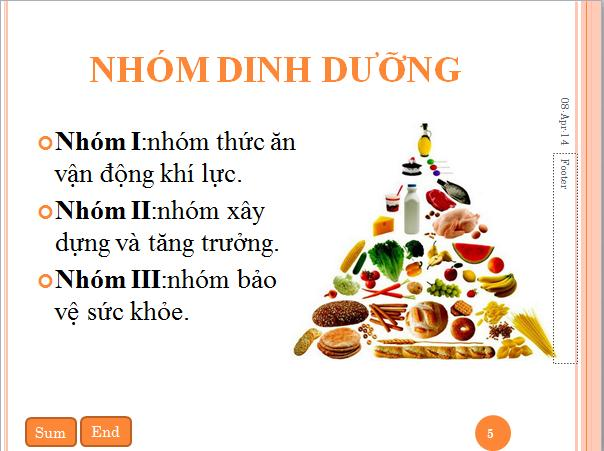 NHÓM DINH DƯỠNG
Nhóm I:nhóm thức ăn
vận động khí lực.
Nhóm II:nhóm xây
dựng và tăng trưởng.
Nhóm III:nhóm bảo
vệ sức khỏe.
08-Apr-14
Footer
Sum
End
5